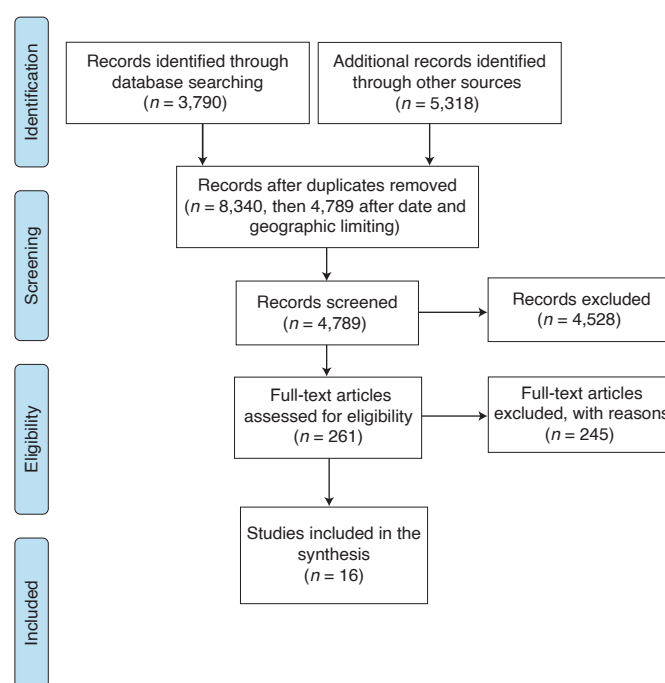 Identification
Records identified through
database searching
(n = 3,790)
Additional records identified
through other sources
(n = 5,318)
Records after duplicates removed
(n = 8,340, then 4,789 after date and
geographic limiting)
Screening
Records screened
(n = 4,789)
Records excluded
(n = 4,528)
Eligibility
Full-text articles
assessed for eligibility
(n = 261)
Full-text articles
excluded, with reasons
(n = 245)
Studies included in the
synthesis
(n = 16)
Included